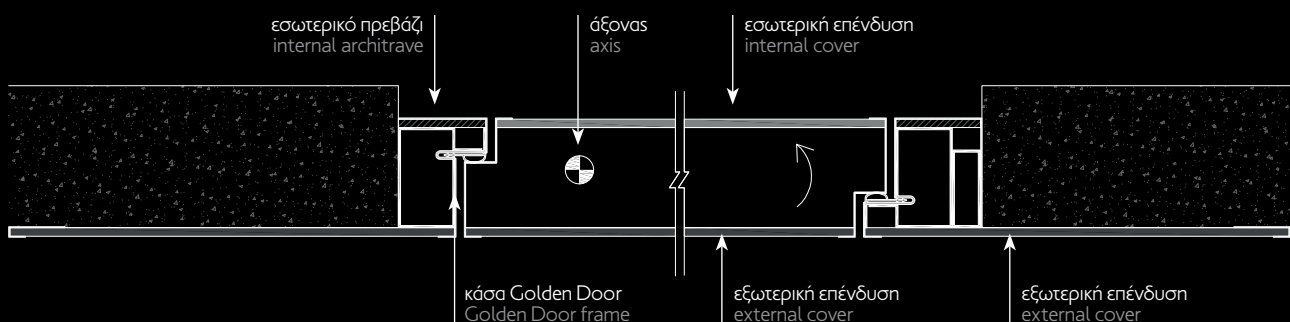 εσωτερικό πρεβάζι
internal architrave
άξονας
axis
εσωτερική επένδυση
internal cover
κάσα Golden Door
Golden Door frame
εξωτερική επένδυση
external cover
εξωτερική επένδυση
external cover